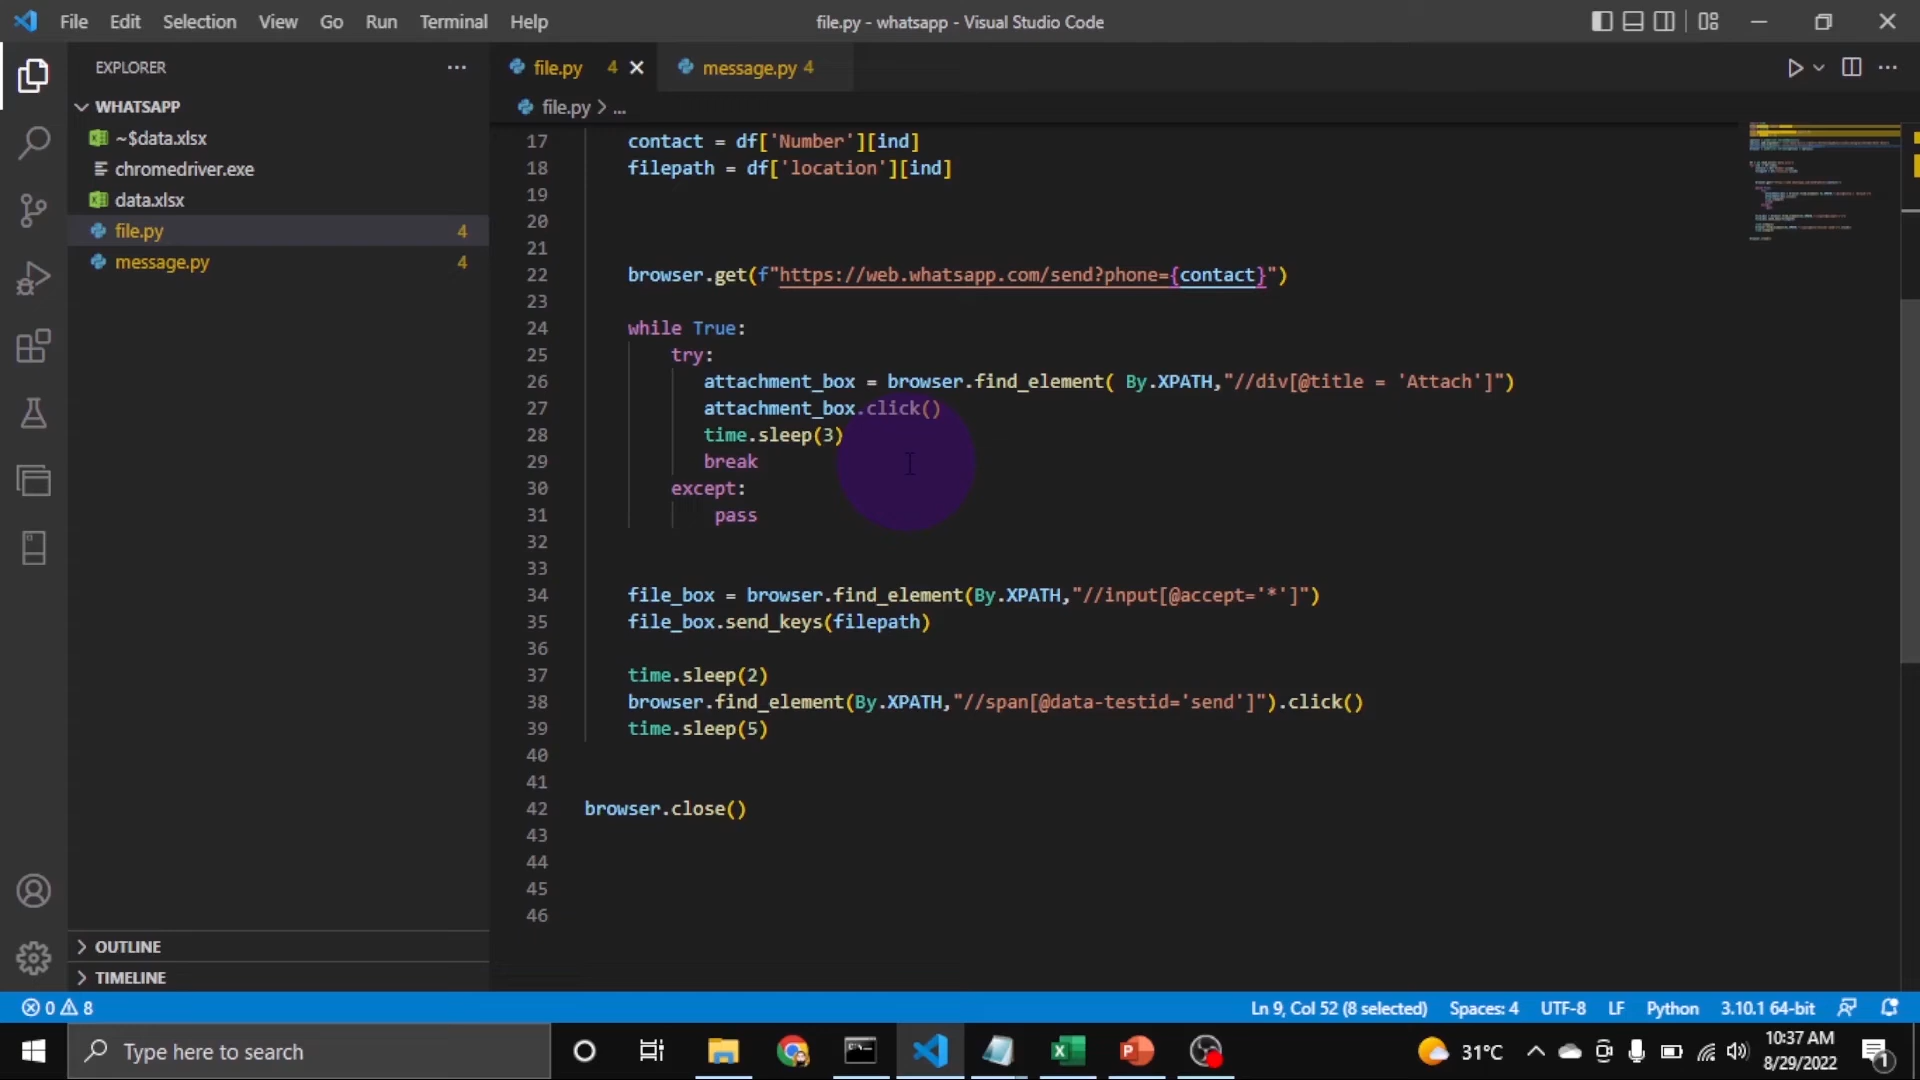 File Edit Selection View Go Run Terminal Help
file.py - whatsapp - Visual Studio Code
EXPLORER
WHATSAPP
~$data.xlsx
chromedriver.exe
data.xlsx
file.py 4
message.py 4
OUTLINE
TIMELINE
file.py 4
message.py 4
file.py > ...
17 contact = df['Number'][ind]
18 filepath = df['location'][ind]
19
20
21
22 browser.get(f"https://web.whatsapp.com/send?phone={contact}")
23
24 while True:
25 try:
26 attachment_box = browser.find_element( By.XPATH,"//div[@title = 'Attach']")
27 attachment_box.click()
28 time.sleep(3)
29 break
30 except:
31 pass
32
33
34 file_box = browser.find_element(By.XPATH,"//input[@accept='*']")
35 file_box.send_keys(filepath)
36
37 time.sleep(2)
38 browser.find_element(By.XPATH,"//span[@data-testid='send']").click()
39 time.sleep(5)
40
41
42 browser.close()
43
44
45
46
0 8
Ln 9, Col 52 (8 selected) Spaces: 4 UTF-8 LF Python 3.10.1 64-bit
Type here to search
31°C
10:37 AM
8/29/2022
1